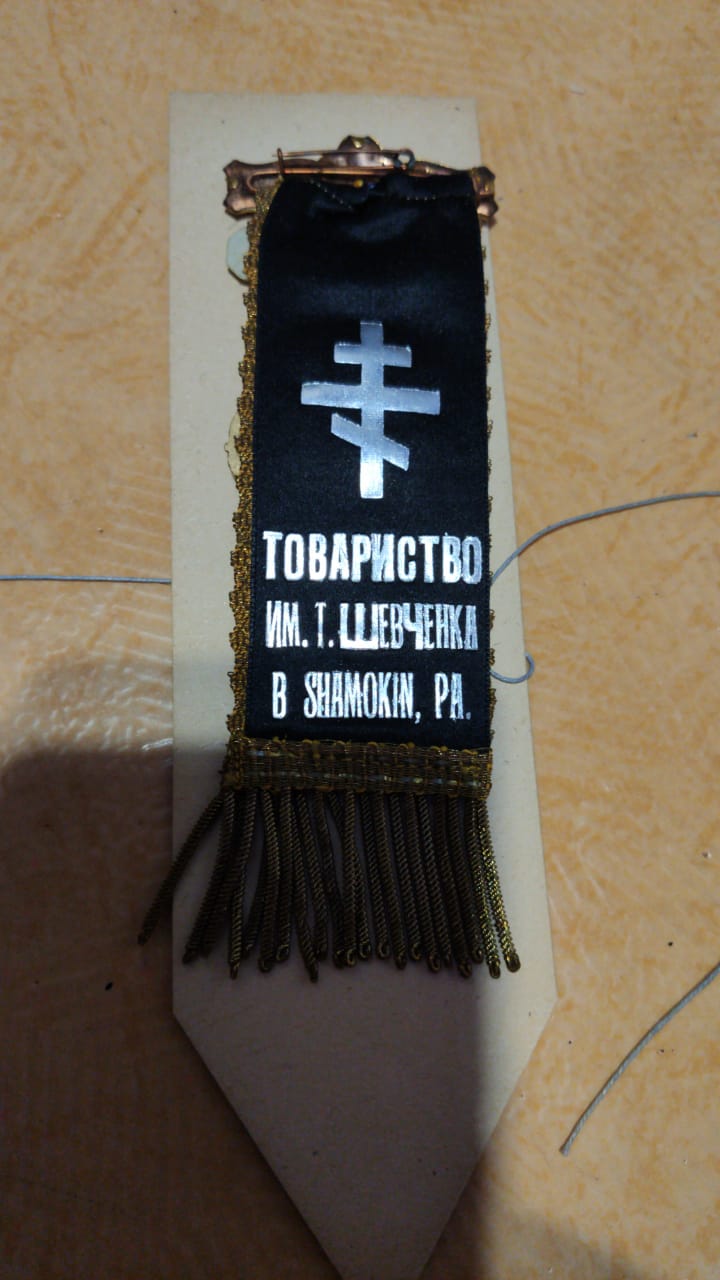 ТОВАРИСТВО
ИМ. Т. ШЕВЧЕНКА
В SHAMOKIN, PA.